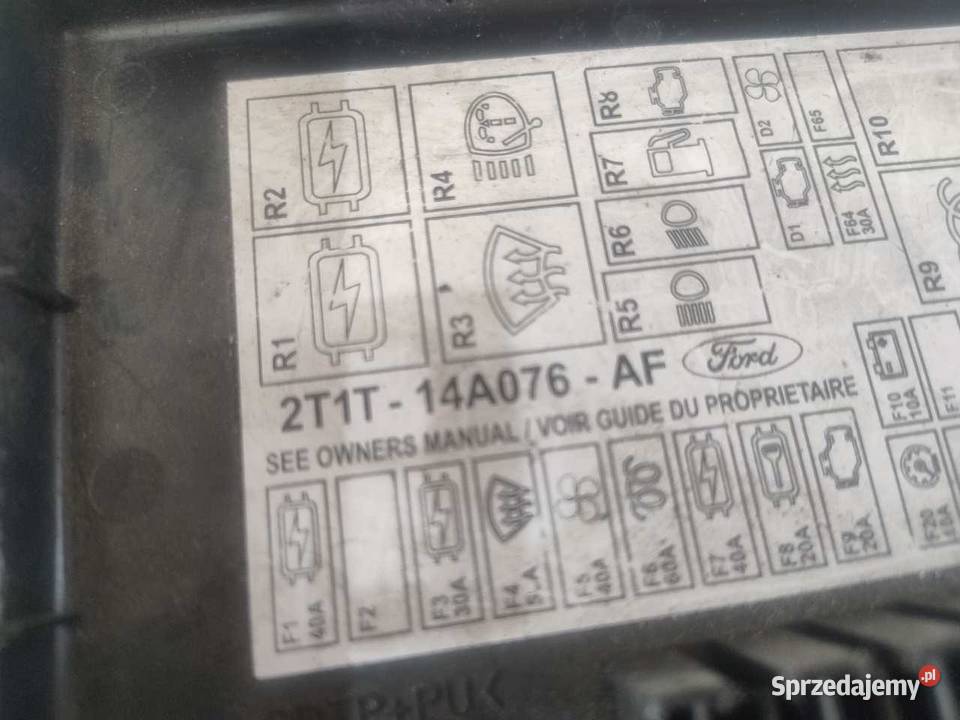 R2
R4
R8
D2
F65
R10
R7
R1
R3
R6
D1
F64
30A
R9
R5
2T1T - 14A076 - AF
Ford
SEE OWNERS MANUAL / VOIR GUIDE DU PROPRIETAIRE
F10
10A
F11
F1
40A
F2
F3
30A
F4
F5
40A
F6
60A
F7
40A
F8
20A
F9
20A
F20
10A
Sprzedajemy.pl